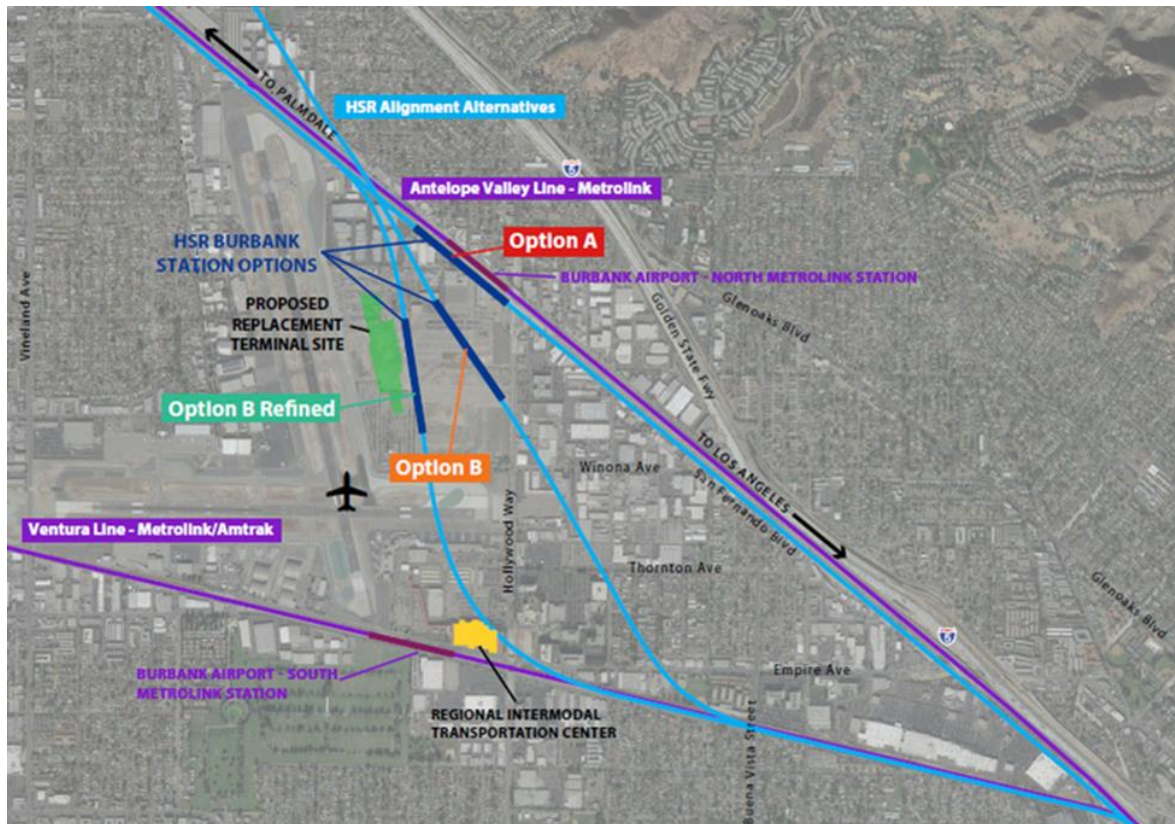 TO PALMDALE
HSR Alignment Alternatives
5
Antelope Valley Line - Metrolink
Option A
HSR BURBANK
STATION OPTIONS
BURBANK AIRPORT - NORTH METROLINK STATION
PROPOSED
REPLACEMENT
TERMINAL SITE
Vineland Ave
Golden State Fwy
Glenoaks Blvd
Option B Refined
Option B
Winona Ave
TO LOS ANGELES
San Fernando Blvd
Hollywood Way
Ventura Line - Metrolink/Amtrak
Thornton Ave
Glenoaks Blvd
5
BURBANK AIRPORT - SOUTH
METROLINK STATION
Empire Ave
REGIONAL INTERMODAL
TRANSPORTATION CENTER
Buena Vista Street